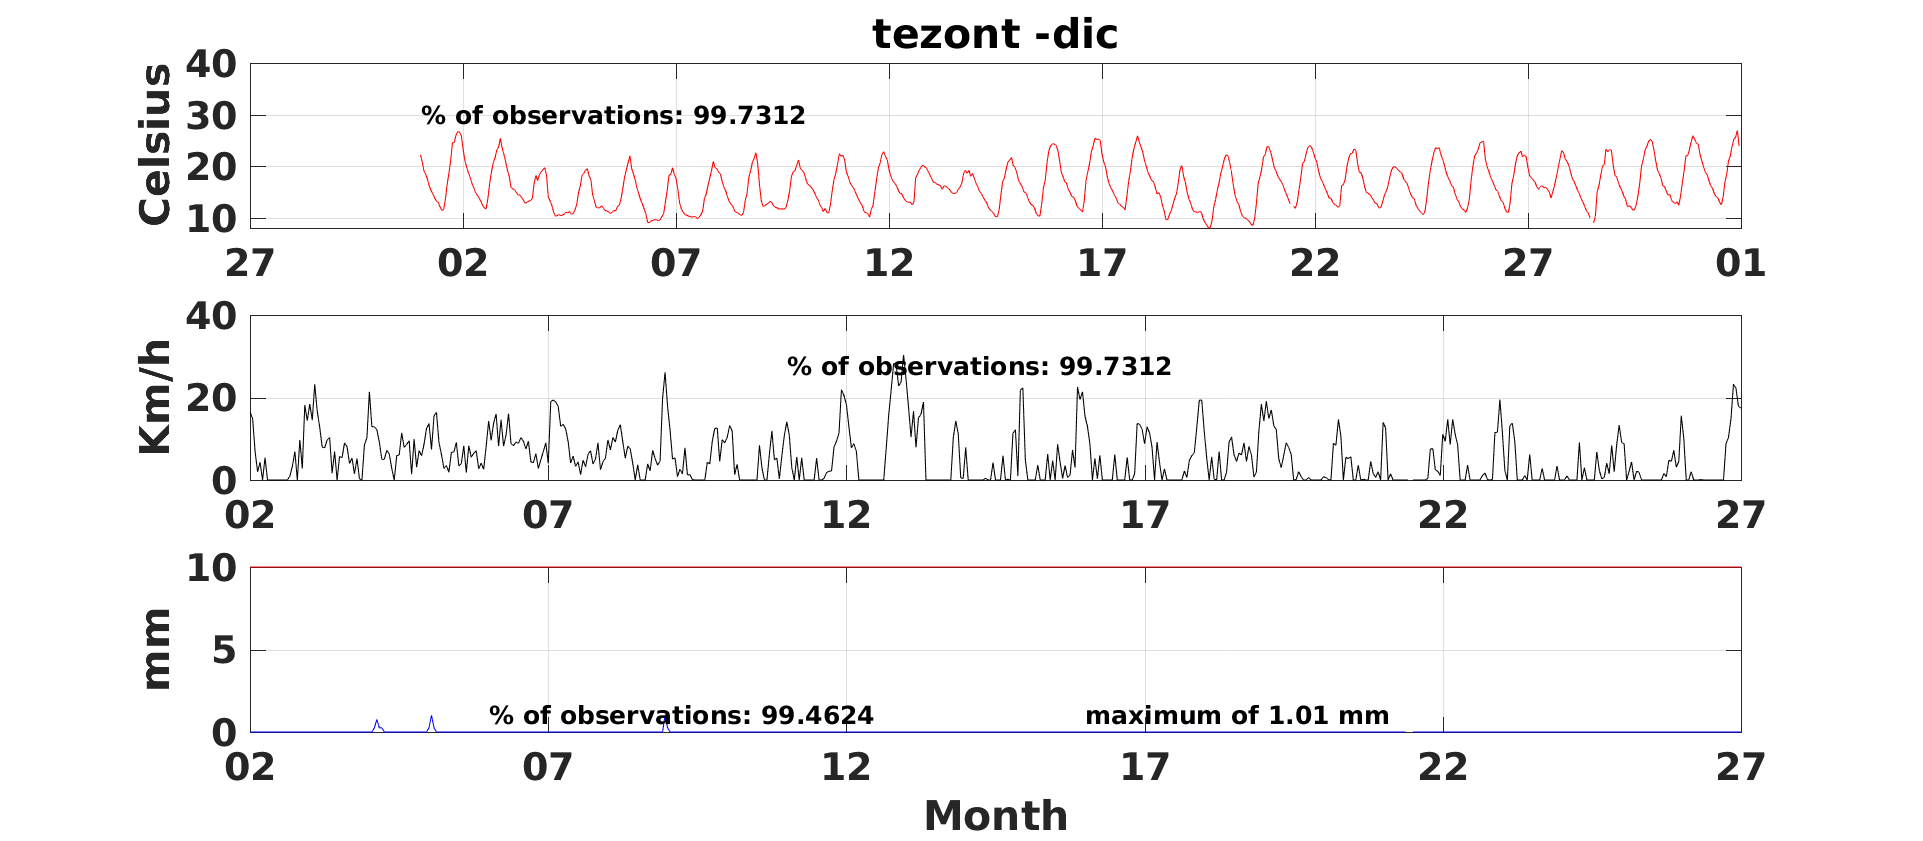 tezont -dic
Celsius
40
30
20
10
% of observations: 99.7312
27 02 07 12 17 22 27 01
Km/h
40
20
0
% of observations: 99.7312
02 07 12 17 22 27
mm
10
5
0
% of observations: 99.4624 maximum of 1.01 mm
02 07 12 17 22 27
Month